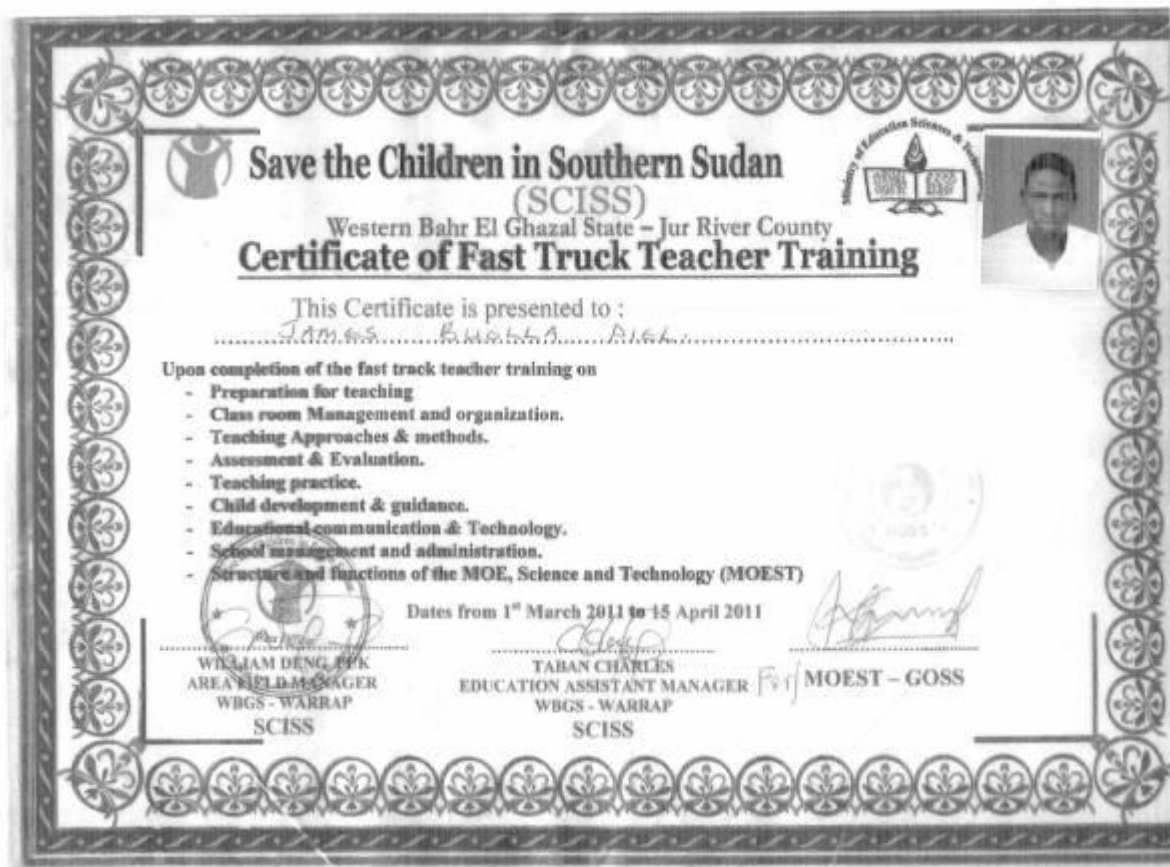 Save the Children in Southern Sudan
(SCISS)
Ministry of Education Sciences &
Western Bahr El Ghazal State – Jur River County
Certificate of Fast Truck Teacher Training
This Certificate is presented to :
JAMES DIEL.
Upon completion of the fast track teacher training on
- Preparation for teaching
- Class room Management and organization.
- Teaching Approaches & methods.
- Assessment & Evaluation.
- Teaching practice.
- Child development & guidance.
- Educational communication & Technology.
- School management and administration.
- Structure and functions of the MOE, Science and Technology (MOEST)
Dates from 1st March 2011 to 15 April 2011
WILLIAM DENG
AREA FIELD MANAGER
WBGS - WARRAP
SCISS
TABAN CHARLES
EDUCATION ASSISTANT MANAGER
WBGS - WARRAP
SCISS
For/ MOEST – GOSS